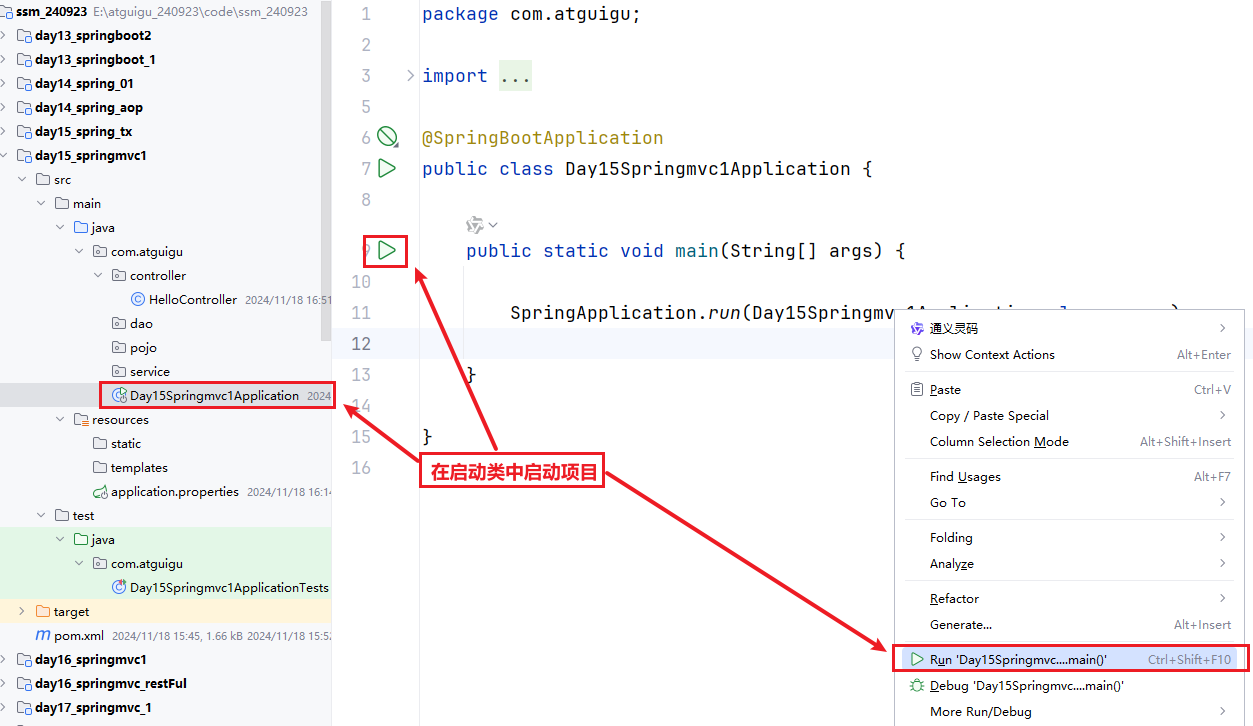 ssm_240923 E:\atguigu_240923\code\ssm_240923
day13_springboot2
day13_springboot_1
day14_spring_01
day14_spring_aop
day15_spring_tx
day15_springmvc1
src
main
java
com.atguigu
controller
HelloController 2024/11/18 16:51
dao
pojo
service
Day15Springmvc1Application 2024
resources
static
templates
application.properties 2024/11/18 16:14
test
java
com.atguigu
Day15Springmvc1ApplicationTests
target
pom.xml 2024/11/18 15:45, 1.66 kB 2024/11/18 15:52
day16_springmvc1
day16_springmvc_restFul
day17_springmvc_1
1 package com.atguigu;
2
3 import ...
5
6 @SpringBootApplication
7 public class Day15Springmvc1Application {
8
9 public static void main(String[] args) {
10
11 SpringApplication.run(Day15Springmv
12
13 }
14
15 }
16
在启动类中启动项目
通义灵码
Show Context Actions Alt+Enter
Paste Ctrl+V
Copy / Paste Special
Column Selection Mode Alt+Shift+Insert
Find Usages Alt+F7
Go To
Folding
Analyze
Refactor
Generate... Alt+Insert
Run 'Day15Springmvc....main()' Ctrl+Shift+F10
Debug 'Day15Springmvc....main()'
More Run/Debug